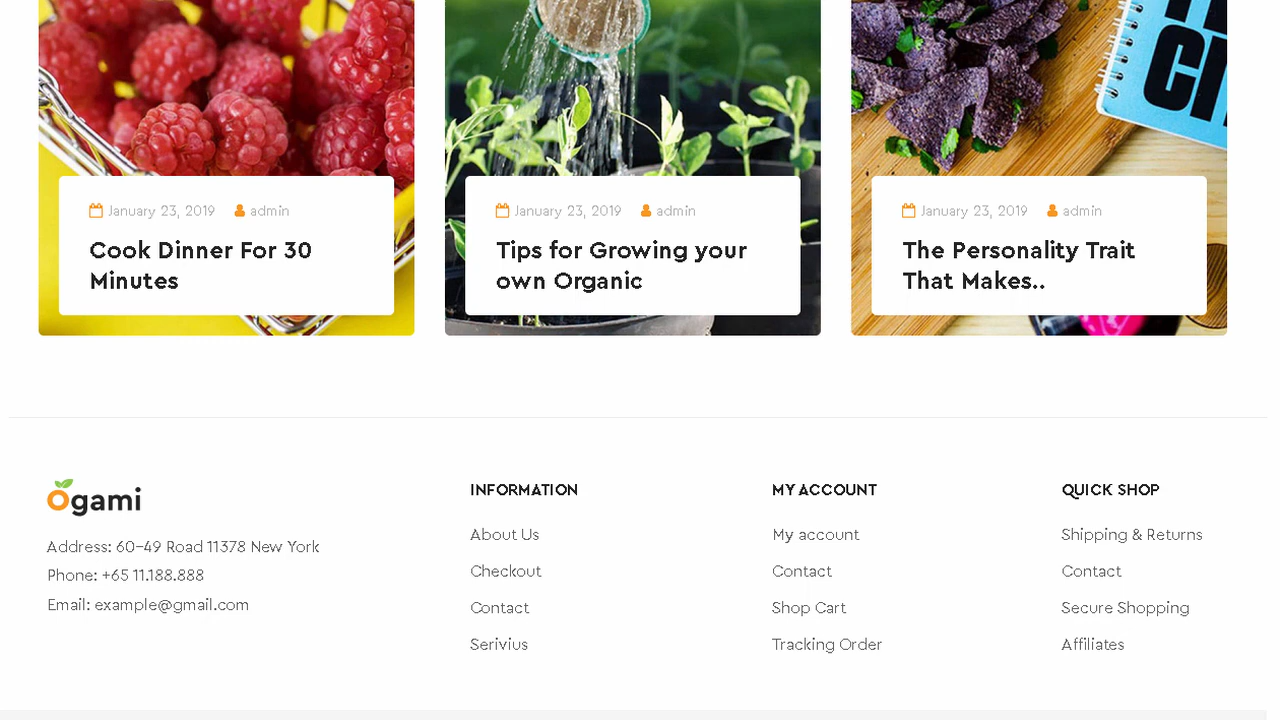 January 23, 2019 admin
Cook Dinner For 30
Minutes
January 23, 2019 admin
Tips for Growing your
own Organic
January 23, 2019 admin
The Personality Trait
That Makes..
Ogami
Address: 60-49 Road 11378 New York
Phone: +65 11.188.888
Email: example@gmail.com
INFORMATION
About Us
Checkout
Contact
Serivius
MY ACCOUNT
My account
Contact
Shop Cart
Tracking Order
QUICK SHOP
Shipping & Returns
Contact
Secure Shopping
Affiliates